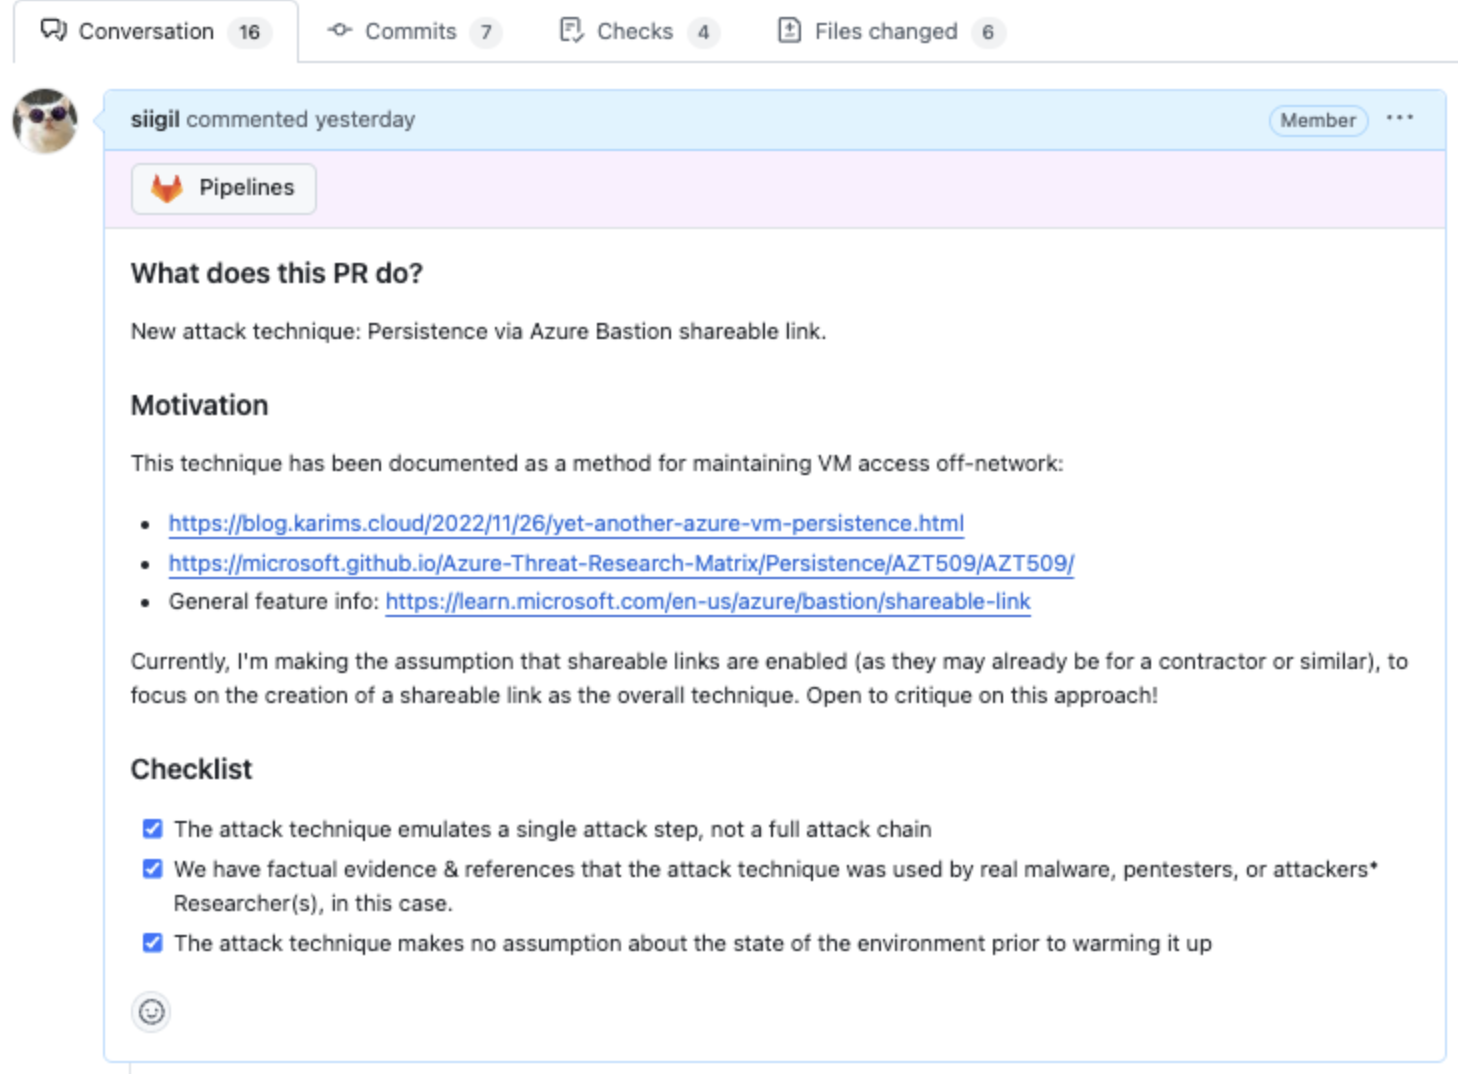 Conversation 16 Commits 7 Checks 4 Files changed 6
siigil commented yesterday Member ...
Pipelines
What does this PR do?
New attack technique: Persistence via Azure Bastion shareable link.
Motivation
This technique has been documented as a method for maintaining VM access off-network:
• https://blog.karims.cloud/2022/11/26/yet-another-azure-vm-persistence.html
• https://microsoft.github.io/Azure-Threat-Research-Matrix/Persistence/AZT509/AZT509/
• General feature info: https://learn.microsoft.com/en-us/azure/bastion/shareable-link
Currently, I'm making the assumption that shareable links are enabled (as they may already be for a contractor or similar), to
focus on the creation of a shareable link as the overall technique. Open to critique on this approach!
Checklist
The attack technique emulates a single attack step, not a full attack chain
We have factual evidence & references that the attack technique was used by real malware, pentesters, or attackers*
Researcher(s), in this case.
The attack technique makes no assumption about the state of the environment prior to warming it up